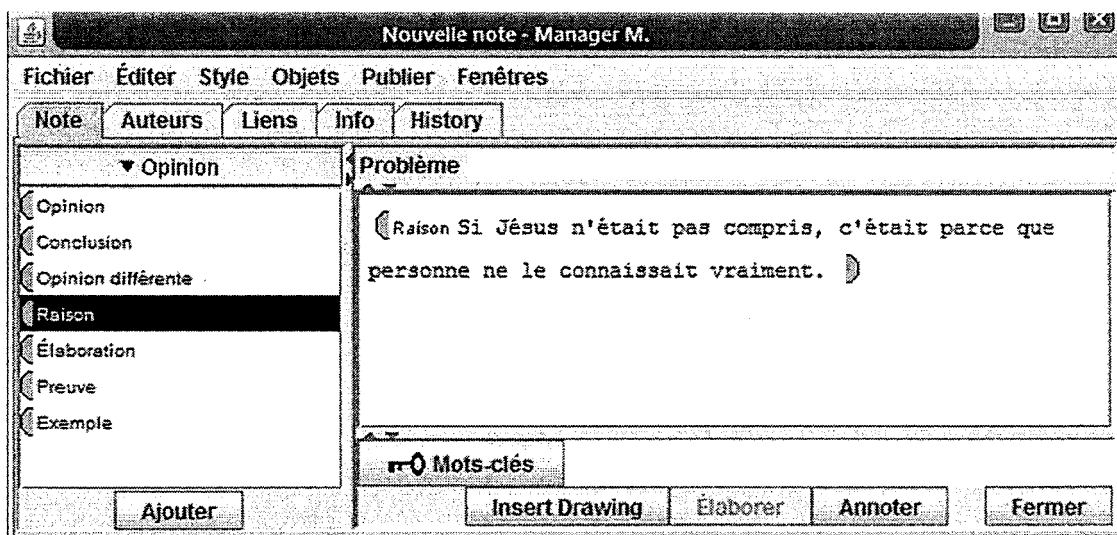 Nouvelle note - Manager M.
Fichier Éditer Style Objets Publier Fenêtres
Note Auteurs Liens Info History
▼ Opinion
Opinion
Conclusion
Opinion différente
Raison
Élaboration
Preuve
Exemple
Ajouter
Problème
Raison Si Jésus n'était pas compris, c'était parce que
personne ne le connaissait vraiment.
Mots-clés
Insert Drawing Élaborer Annoter Fermer